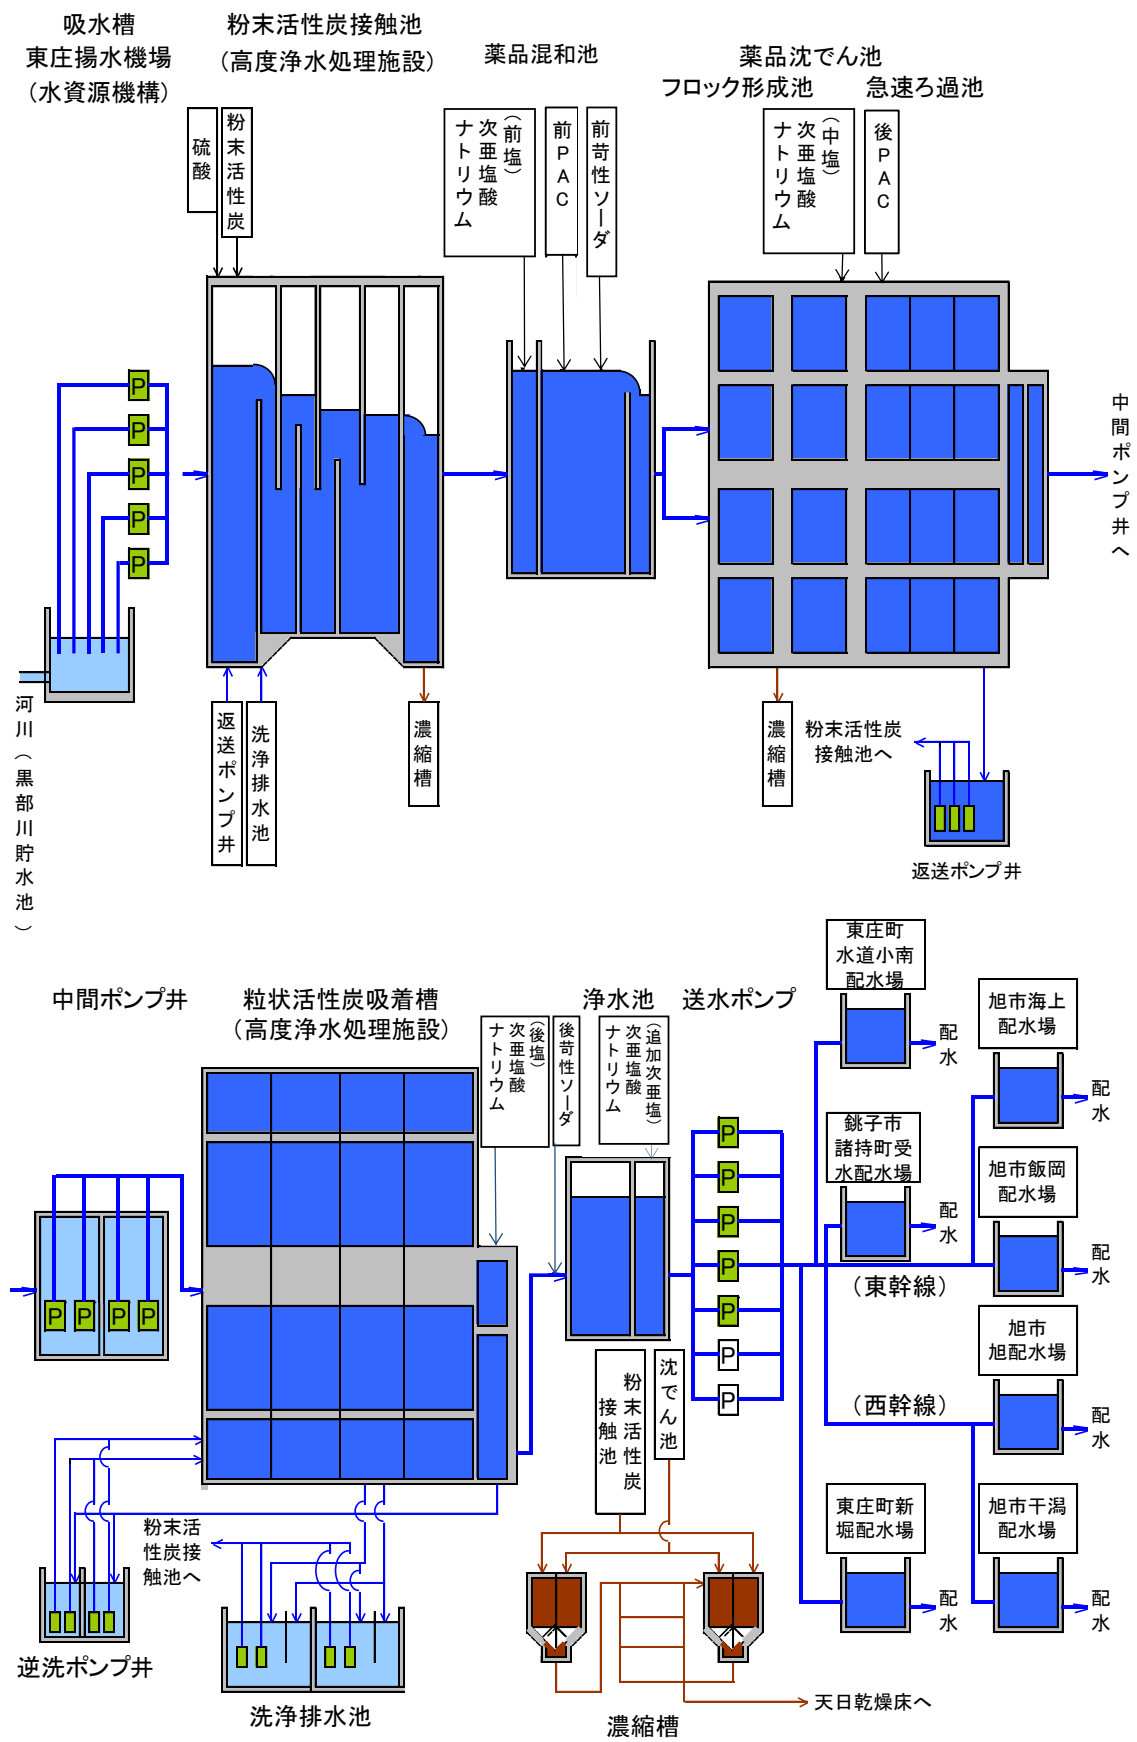 吸水槽
東庄揚水機場
(水資源機構)
粉末活性炭接触池
(高度浄水処理施設)
薬品混和池
薬品沈でん池
フロック形成池
急速ろ過池
硫酸
粉末活性炭
(前塩)
次亜塩酸
ナトリウム
前PAC
前苛性ソーダ
(中塩)
次亜塩酸
ナトリウム
後PAC
P
P
P
P
P
中間ポンプ井へ
河川(黒部川貯水池)
返送ポンプ井
洗浄排水池
濃縮槽
濃縮槽
粉末活性炭
接触池へ
返送ポンプ井
中間ポンプ井
粒状活性炭吸着槽
(高度浄水処理施設)
浄水池
送水ポンプ
(後塩)
次亜塩酸
ナトリウム
後苛性ソーダ
(追加次亜塩)
次亜塩酸
ナトリウム
東庄町
水道小南
配水場
配
水
旭市海上
配水場
配
水
銚子市
諸持町受
水配水場
配
水
旭市飯岡
配水場
配
水
(東幹線)
旭市
旭配水場
配
水
(西幹線)
東庄町新
堀配水場
配
水
旭市干潟
配水場
配
水
P
P
P
P
P
P
P
P
P
P
P
粉末活性炭
接触池
沈でん池
粉末活
性炭接
触池へ
逆洗ポンプ井
洗浄排水池
濃縮槽
天日乾燥床へ